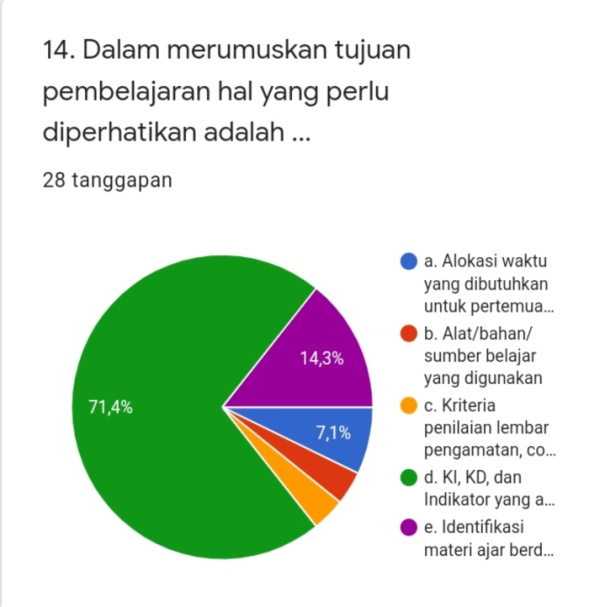 14. Dalam merumuskan tujuan
pembelajaran hal yang perlu
diperhatikan adalah ...
28 tanggapan
a. Alokasi waktu
yang dibutuhkan
untuk pertemua...
b. Alat/bahan/
sumber belajar
yang digunakan
c. Kriteria
penilaian lembar
pengamatan, co...
d. KI, KD, dan
Indikator yang a...
e. Identifikasi
materi ajar berd...
14,3%
71,4%
7,1%